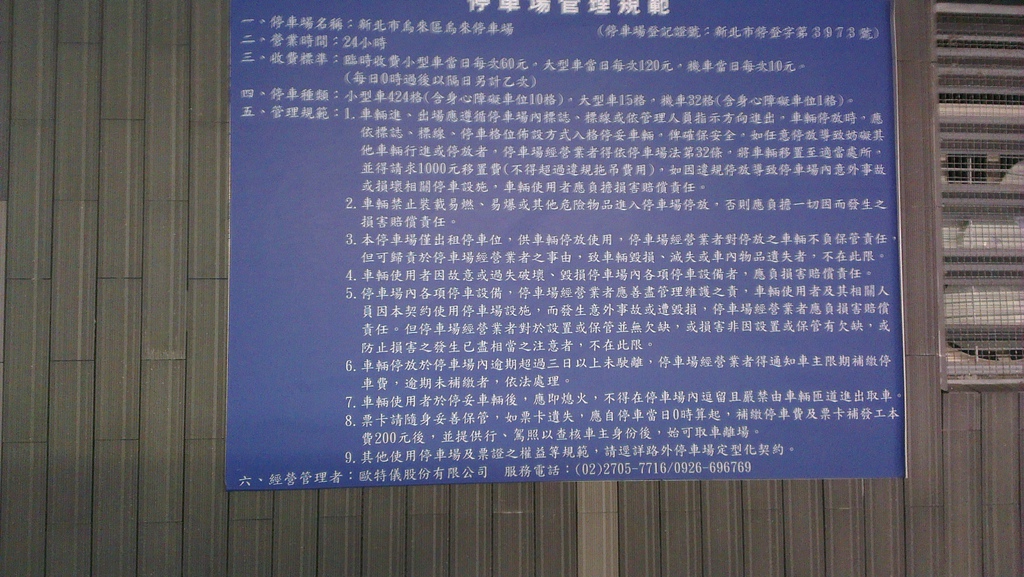 停車場管理規範
一、停車場名稱：新北市烏來區烏來停車場　　(停車場登記證號：新北市停登字第3973號)
二、營業時間：24小時
三、收費標準：臨時收費小型車當日每次60元，大型車當日每次120元，機車當日每次10元。
(每日0時過後以隔日另計乙次)
四、停車種類：小型車424格(含身心障礙車位10格)，大型車15格，機車32格(含身心障礙車位1格)。
五、管理規範：1.車輛進、出場應遵循停車場內標誌、標線或依管理人員指示方向進出，車輛停放時，應
依標誌、標線、停車格位佈設方式入格停妥車輛，俾確保安全，如任意停放導致妨礙其
他車輛行進或停放者，停車場經營業者得依停車場法第32條，將車輛移置至適當處所，
並得請求1000元移置費(不得超過違規拖吊費用)，如因違規停放導致停車場內意外事故
或損壞相關停車設施，車輛使用者應負擔損害賠償責任。
2.車輛禁止裝載易燃、易爆或其他危險物品進入停車場停放，否則應負擔一切因而發生之
損害賠償責任。
3.本停車場僅出租停車位，供車輛停放使用，停車場經營業者對停放之車輛不負保管責任，
但可歸責於停車場經營業者之事由，致車輛毀損、滅失或車內物品遺失者，不在此限。
4.車輛使用者因故意或過失破壞、毀損停車場內各項停車設備者，應負損害賠償責任。
5.停車場內各項停車設備，停車場經營業者應善盡管理維護之責，車輛使用者及其相關人
員因本契約使用停車場設施，而發生意外事故或遭毀損，停車場經營業者應負損害賠償
責任。但停車場經營業者對於設置或保管並無欠缺，或損害非因設置或保管有欠缺，或
防止損害之發生已盡相當之注意者，不在此限。
6.車輛停放於停車場內逾期超過三日以上未駛離，停車場經營業者得通知車主限期補繳停
車費，逾期未補繳者，依法處理。
7.車輛使用者於停妥車輛後，應即熄火，不得在停車場內逗留且嚴禁由車輛匝道進出取車。
8.票卡請隨身妥善保管，如票卡遺失，應自停車當日0時算起，補繳停車費及票卡補發工本
費200元後，並提供行、駕照以查核車主身份後，始可取車離場。
9.其他使用停車場及票證之權益等規範，請逕詳路外停車場定型化契約。
六、經營管理者：歐特儀股份有限公司　服務電話：(02)2705-7716/0926-696769